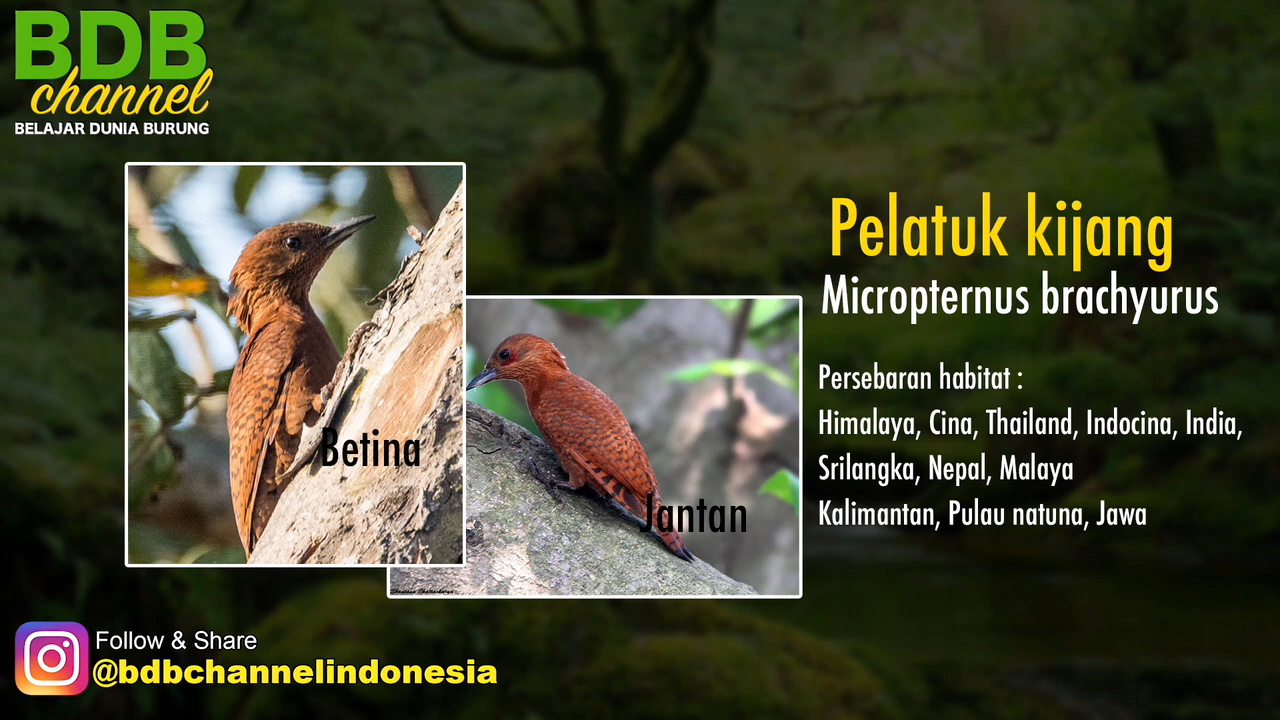 BDB
channel
BELAJAR DUNIA BURUNG
Betina
Jantan
Pelatuk kijang
Micropternus brachyurus
Persebaran habitat :
Himalaya, Cina, Thailand, Indocina, India,
Srilangka, Nepal, Malaya
Kalimantan, Pulau natuna, Jawa
Follow & Share
@bdbchannelindonesia